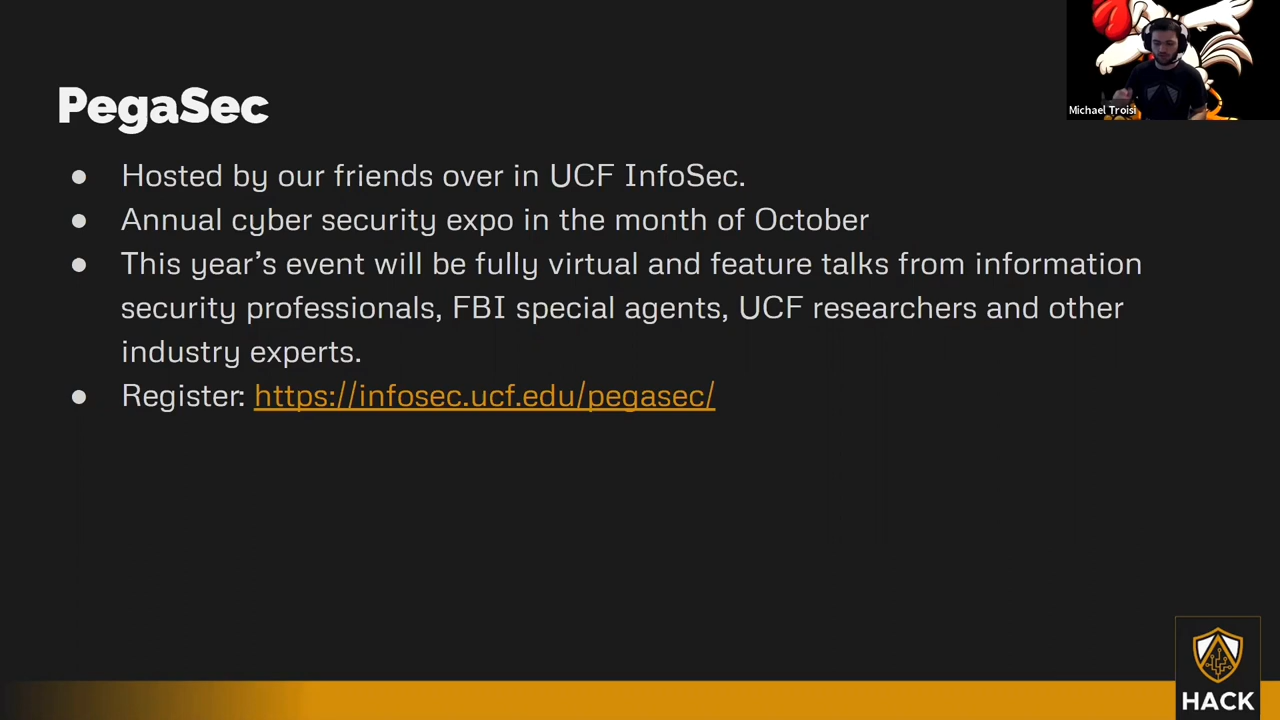 Michael Troisi
PegaSec
● Hosted by our friends over in UCF InfoSec.
● Annual cyber security expo in the month of October
● This year’s event will be fully virtual and feature talks from information
security professionals, FBI special agents, UCF researchers and other
industry experts.
● Register: https://infosec.ucf.edu/pegasec/
HACK